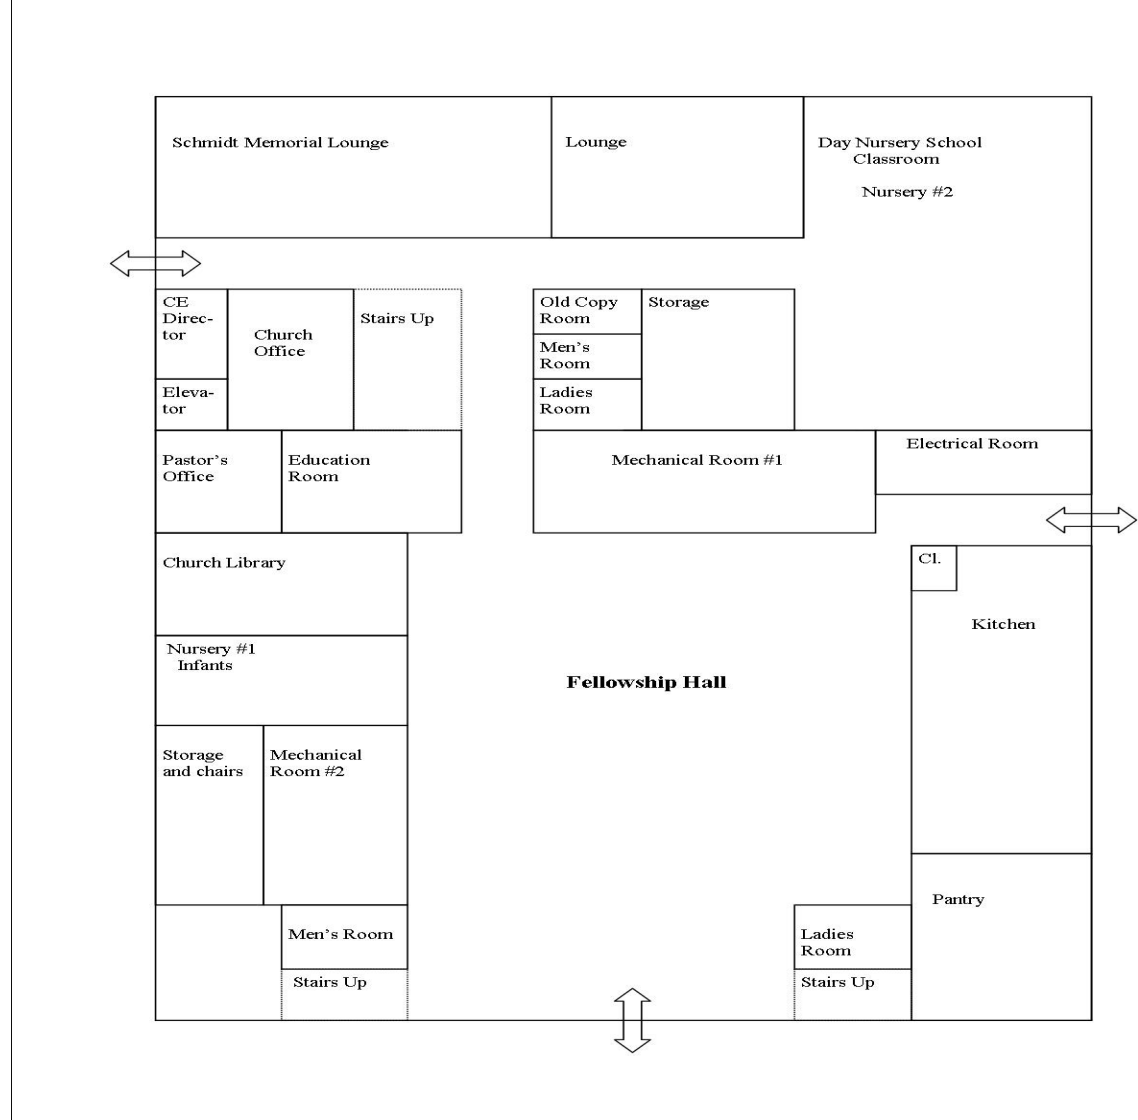 Schmidt Memorial Lounge
Lounge
Day Nursery School
Classroom
Nursery #2
CE
Direc-
tor
Church
Office
Stairs Up
Old Copy
Room
Storage
Men's
Room
Eleva-
tor
Ladies
Room
Pastor's
Office
Education
Room
Mechanical Room #1
Electrical Room
Church Library
Cl.
Kitchen
Nursery #1
Infants
Fellowship Hall
Storage
and chairs
Mechanical
Room #2
Pantry
Men's Room
Ladies
Room
Stairs Up
Stairs Up